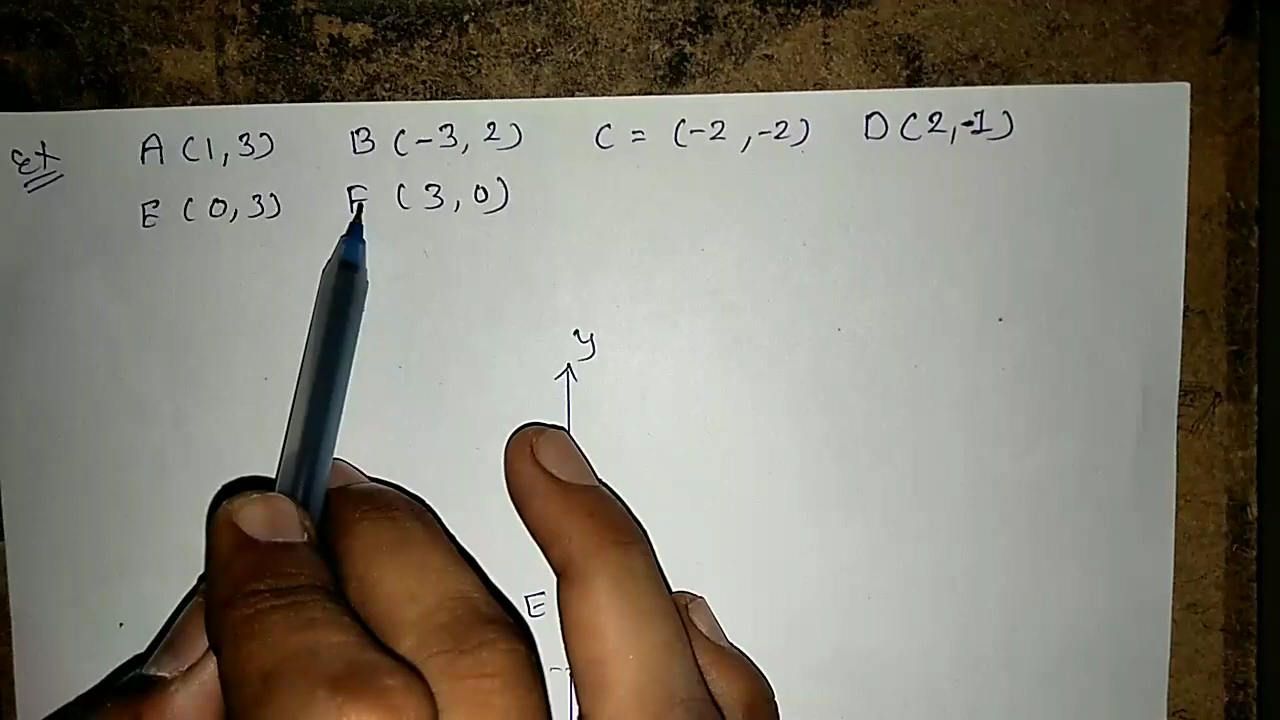 Ex A (1,3) B (-3, 2) C = (-2, -2) D (2, -1)
E (0, 3) F (3, 0)
y
E